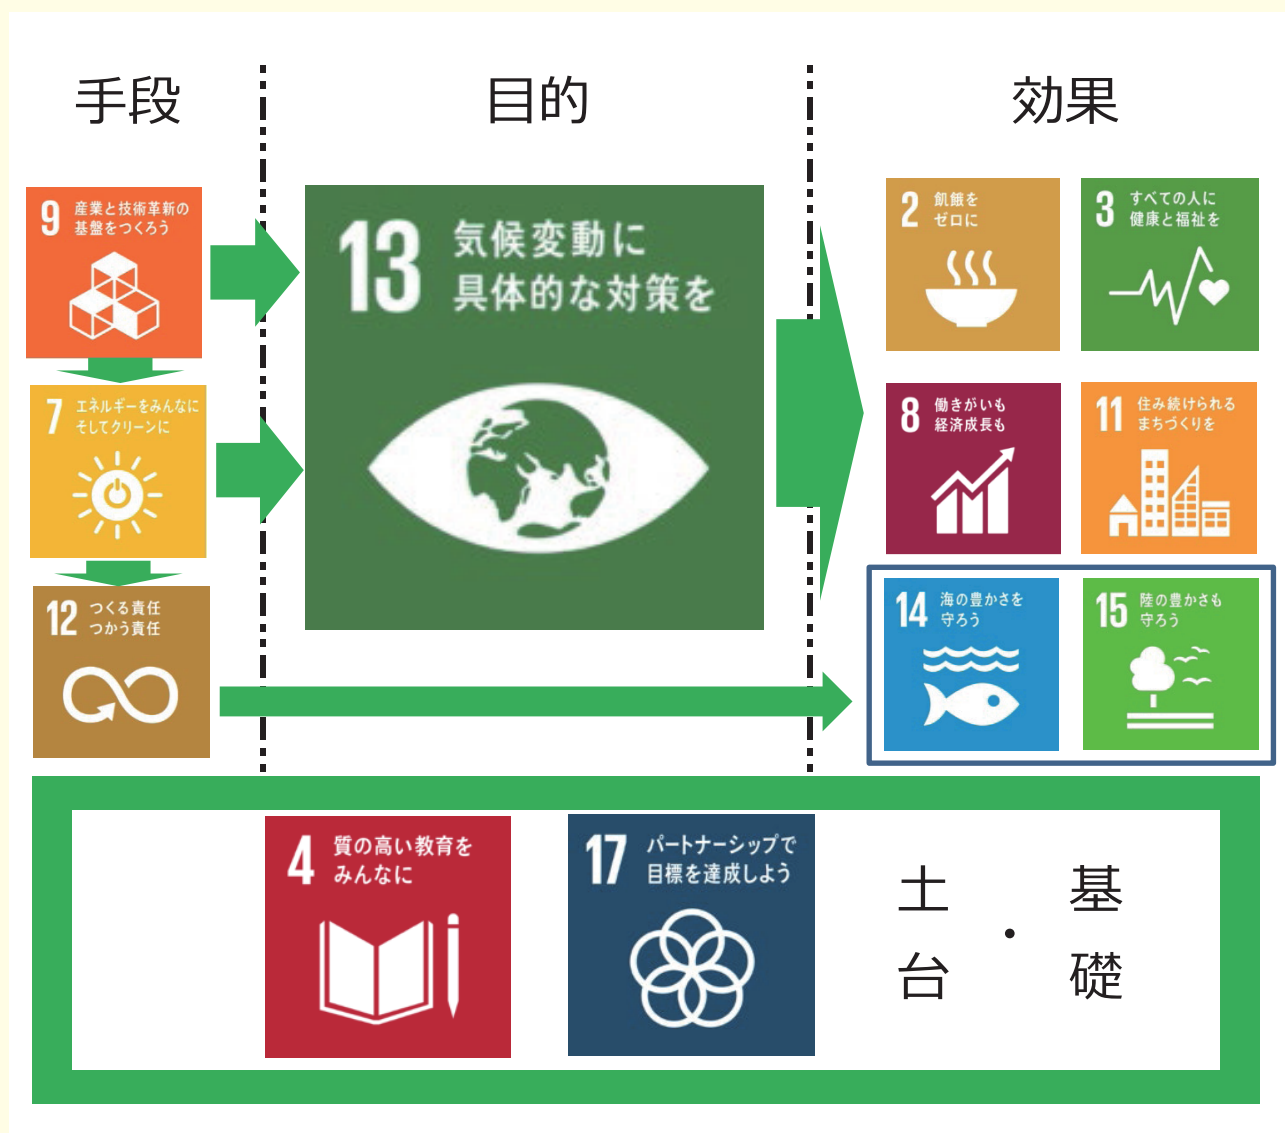 手段
目的
効果
9 産業と技術革新の
基盤をつくろう
7 エネルギーをみんなに
そしてクリーンに
12 つくる責任
つかう責任
13 気候変動に
具体的な対策を
2 飢餓を
ゼロに
3 すべての人に
健康と福祉を
8 働きがいも
経済成長も
11 住み続けられる
まちづくりを
14 海の豊かさを
守ろう
15 陸の豊かさも
守ろう
4 質の高い教育を
みんなに
17 パートナーシップで
目標を達成しよう
土台・基礎